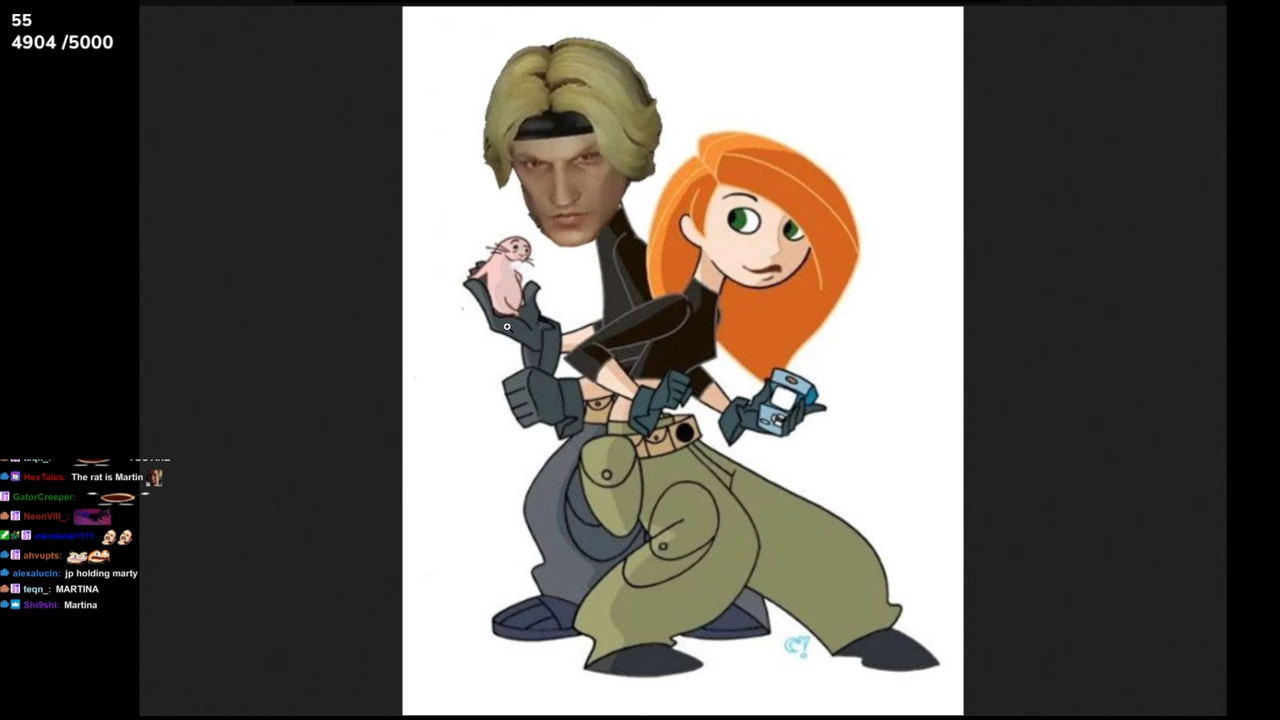 55
4904 /5000
HexTales: The rat is Martin
GatorCreeper:
NeonVIII_:
mkmkmk1111:
ahvupts:
alexalucin: jp holding marty
teqn_: MARTINA
Shi9shi: Martina